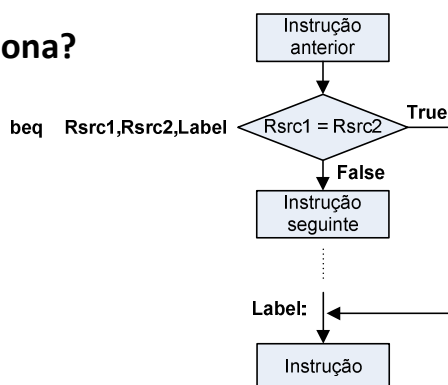 ona?
Instrução
anterior
beq Rsrc1,Rsrc2,Label
Rsrc1 = Rsrc2
True
False
Instrução
seguinte
Label:
Instrução